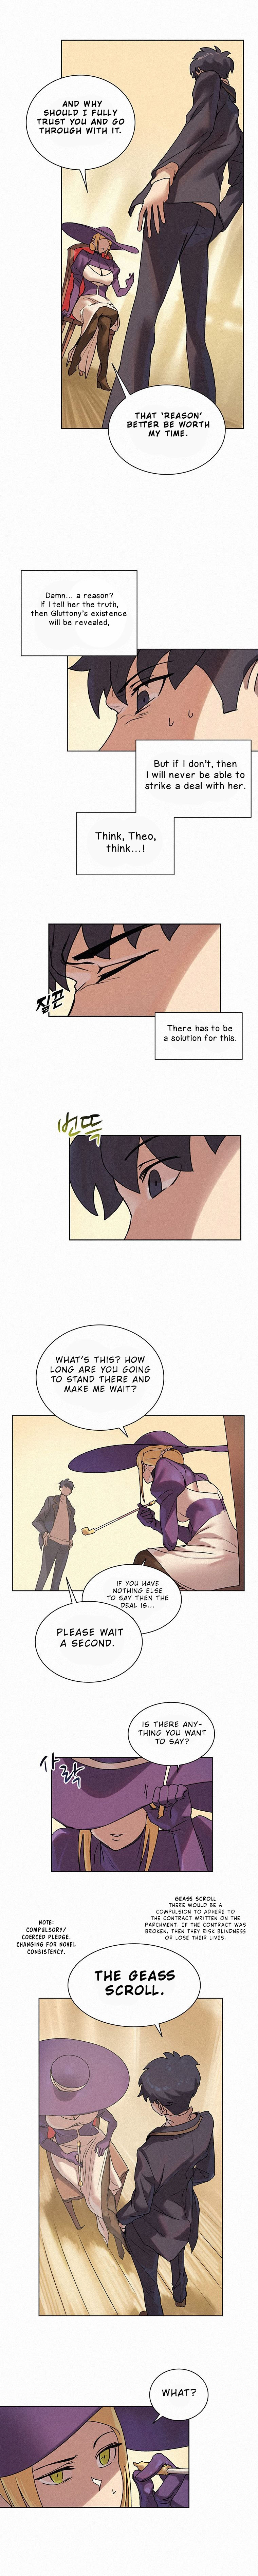 AND WHY
SHOULD I FULLY
TRUST YOU AND GO
THROUGH WITH IT.
THAT 'REASON'
BETTER BE WORTH
MY TIME.
Damn... a reason?
If I tell her the truth,
then Gluttony's existence
will be revealed,
But if I don't, then
I will never be able to
strike a deal with her.
Think, Theo,
think...!
질끈
There has to be
a solution for this.
번뜩
WHAT'S THIS? HOW
LONG ARE YOU GOING
TO STAND THERE AND
MAKE ME WAIT?
IF YOU HAVE
NOTHING ELSE
TO SAY THEN THE
DEAL IS...
PLEASE WAIT
A SECOND.
IS THERE ANY-
THING YOU WANT
TO SAY?
사락
GEASS SCROLL
THERE WOULD BE A
COMPULSION TO ADHERE TO
THE CONTRACT WRITTEN ON THE
PARCHMENT. IF THE CONTRACT WAS
BROKEN, THEN THEY RISK BLINDNESS
OR LOSE THEIR LIVES.
NOTE:
COMPULSORY/
COERCED PLEDGE.
CHANGING FOR NOVEL
CONSISTENCY.
THE GEASS
SCROLL.
WHAT?